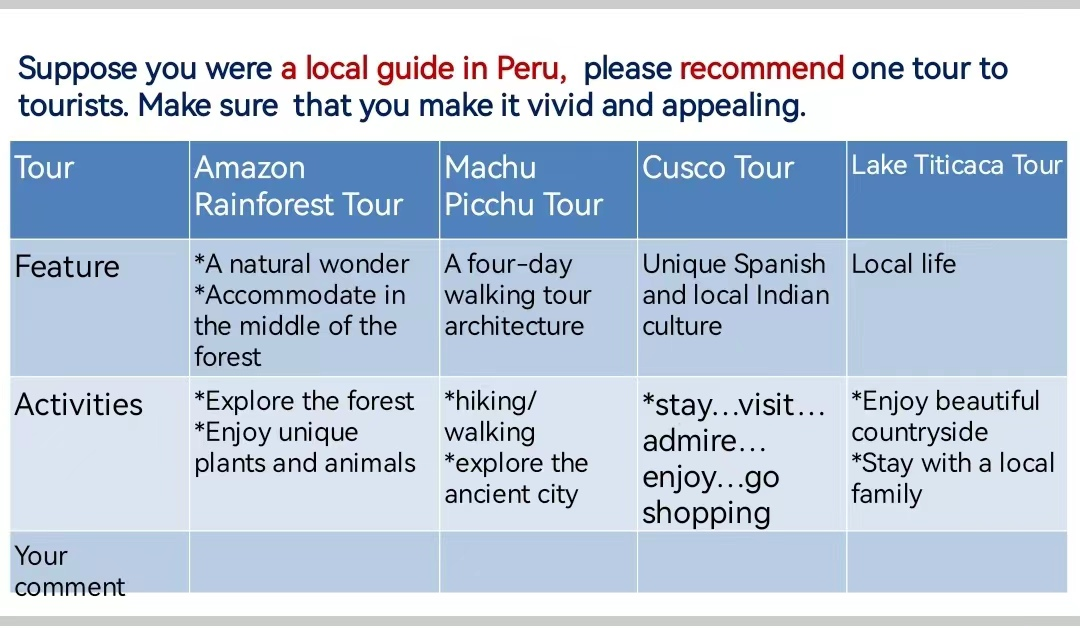 Suppose you were a local guide in Peru, please recommend one tour to
tourists. Make sure that you make it vivid and appealing.
Tour
Amazon
Rainforest Tour
Machu
Picchu Tour
Cusco Tour
Lake Titicaca Tour
Feature
*A natural wonder
*Accommodate in
the middle of the
forest
A four-day
walking tour
architecture
Unique Spanish
and local Indian
culture
Local life
Activities
*Explore the forest
*Enjoy unique
plants and animals
*hiking/
walking
*explore the
ancient city
*stay…visit…
admire…
enjoy…go
shopping
*Enjoy beautiful
countryside
*Stay with a local
family
Your
comment